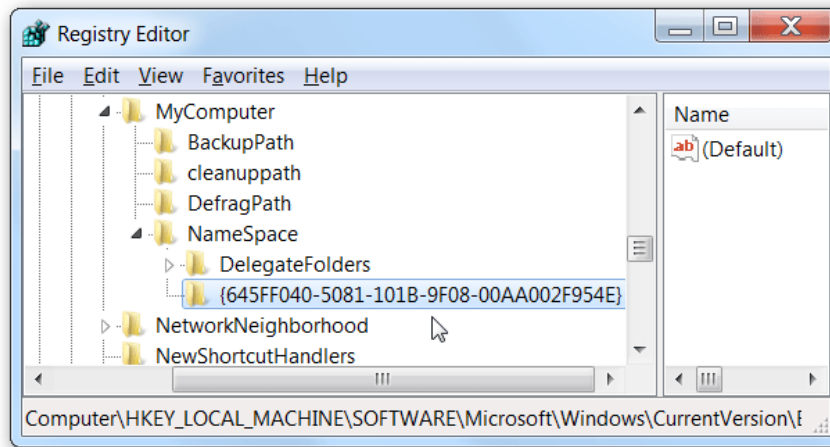 Registry Editor
File Edit View Favorites Help
MyComputer
BackupPath
cleanuppath
DefragPath
NameSpace
DelegateFolders
{645FF040-5081-101B-9F08-00AA002F954E}
NetworkNeighborhood
NewShortcutHandlers
Name
ab (Default)
Computer\HKEY_LOCAL_MACHINE\SOFTWARE\Microsoft\Windows\CurrentVersion\E